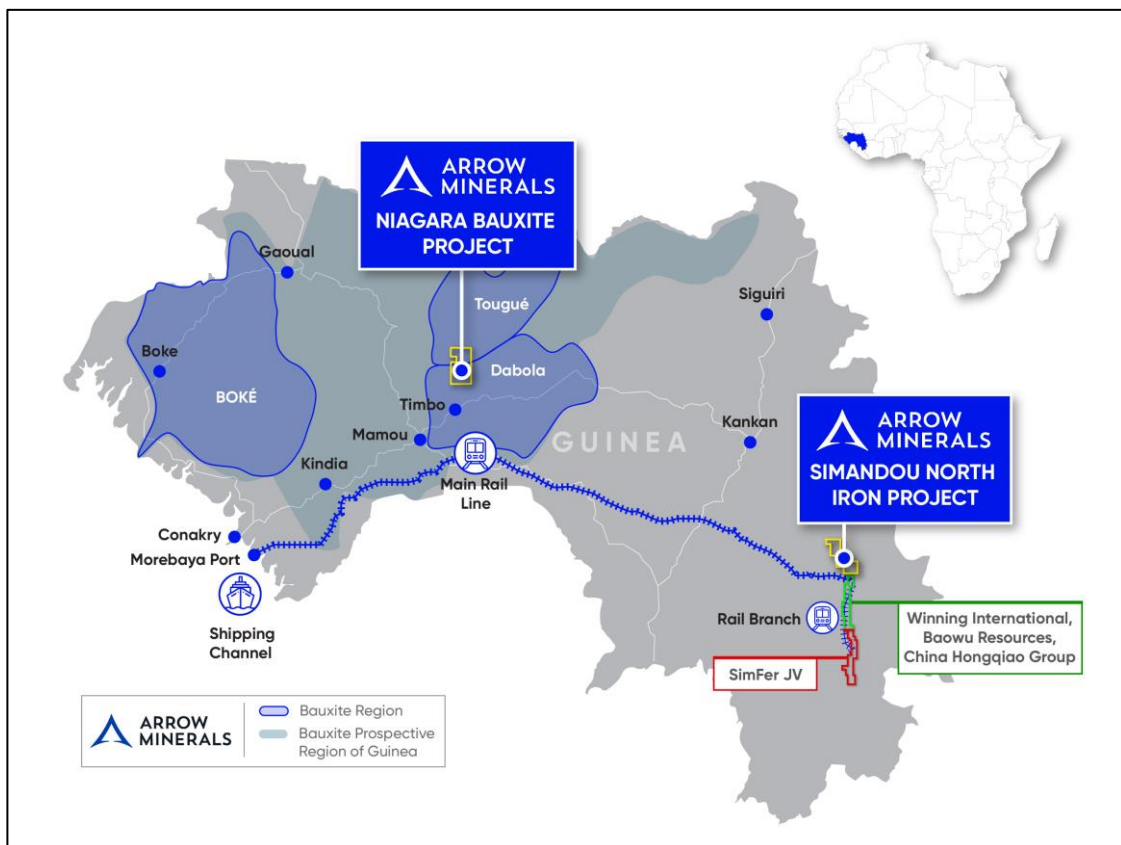 ARROW
MINERALS
NIAGARA BAUXITE
PROJECT
Gaoual
Tougué
Siguiri
Boke
BOKÉ
Dabola
Timbo
Mamou
Kankan
GUINEA
Kindia
Main Rail
Line
ARROW
MINERALS
SIMANDOU NORTH
IRON PROJECT
Conakry
Morebaya Port
Shipping
Channel
Rail Branch
Winning International,
Baowu Resources,
China Hongqiao Group
SimFer JV
ARROW
MINERALS
Bauxite Region
Bauxite Prospective
Region of Guinea